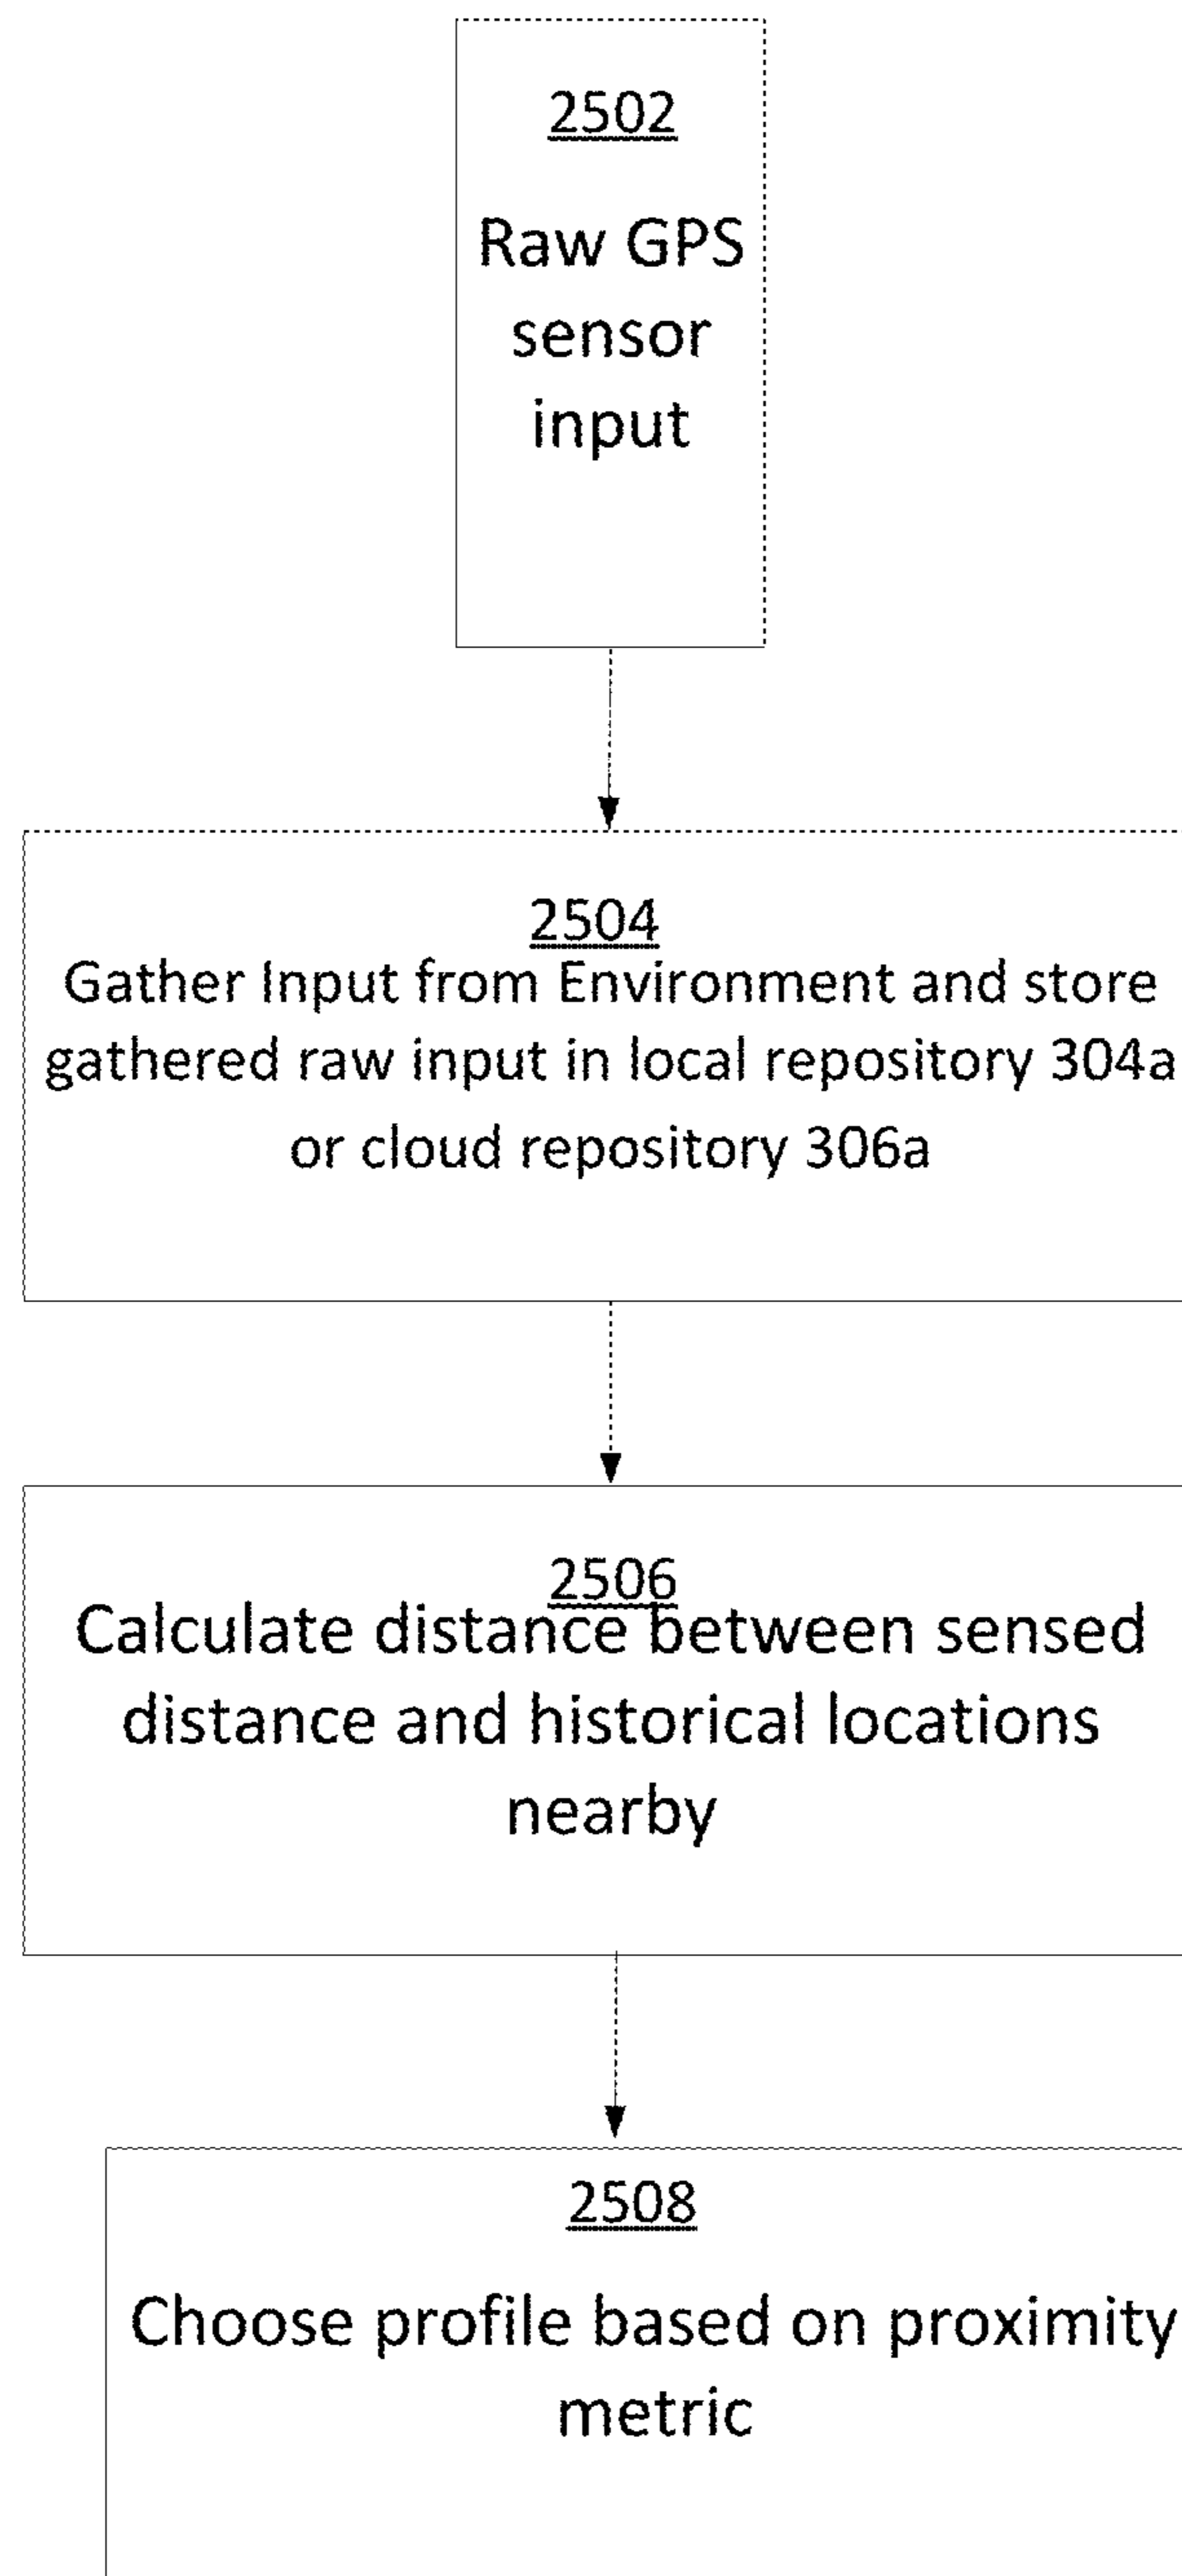 2502
Raw GPS
sensor
input
2504
Gather Input from Environment and store
gathered raw input in local repository 304a
or cloud repository 306a
2506
Calculate distance between sensed
distance and historical locations
nearby
2508
Choose profile based on proximity
metric